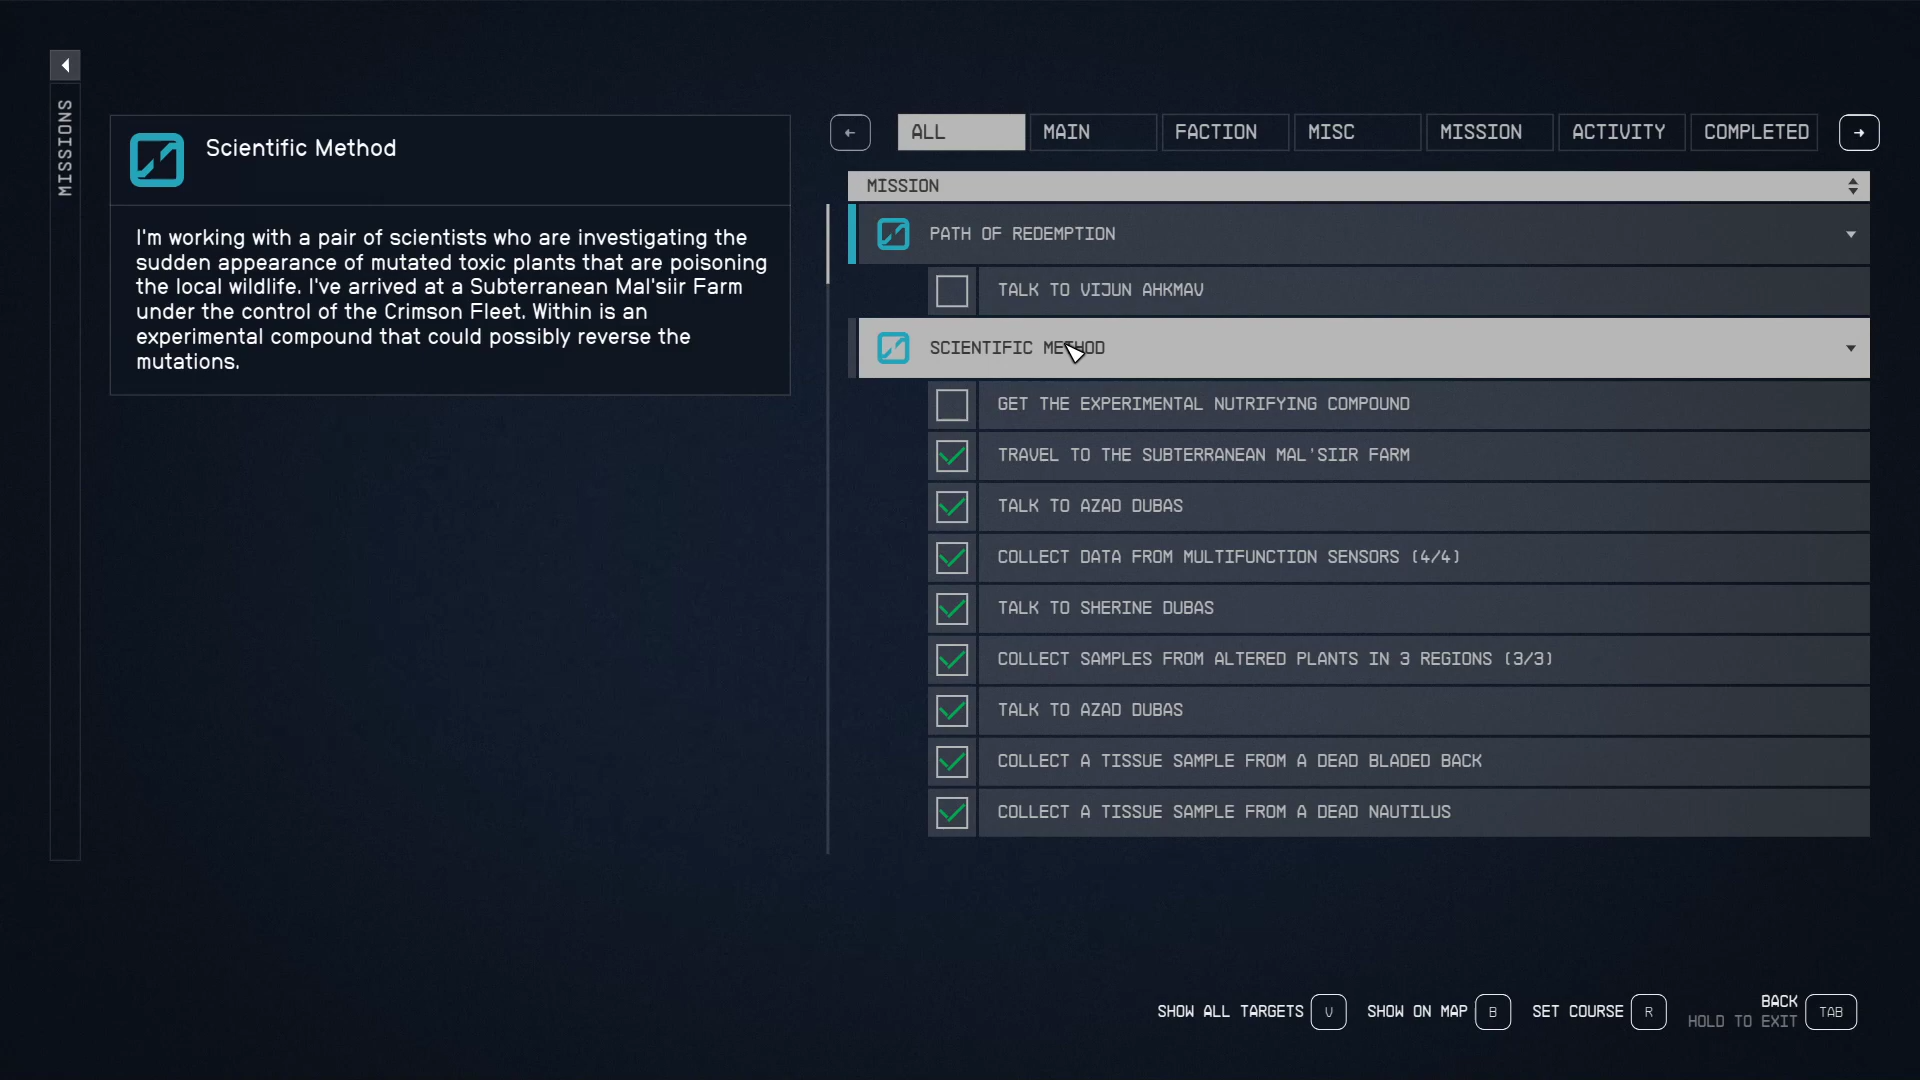 MISSIONS
Scientific Method
I'm working with a pair of scientists who are investigating the
sudden appearance of mutated toxic plants that are poisoning
the local wildlife. I've arrived at a Subterranean Mal'siir Farm
under the control of the Crimson Fleet. Within is an
experimental compound that could possibly reverse the
mutations.
ALL MAIN FACTION MISC MISSION ACTIVITY COMPLETED
MISSION
PATH OF REDEMPTION
TALK TO VIJUN AHKMAV
SCIENTIFIC METHOD
GET THE EXPERIMENTAL NUTRIFYING COMPOUND
TRAVEL TO THE SUBTERRANEAN MAL'SIIR FARM
TALK TO AZAD DUBAS
COLLECT DATA FROM MULTIFUNCTION SENSORS (4/4)
TALK TO SHERINE DUBAS
COLLECT SAMPLES FROM ALTERED PLANTS IN 3 REGIONS (3/3)
TALK TO AZAD DUBAS
COLLECT A TISSUE SAMPLE FROM A DEAD BLADED BACK
COLLECT A TISSUE SAMPLE FROM A DEAD NAUTILUS
SHOW ALL TARGETS V SHOW ON MAP B SET COURSE R BACK TAB
HOLD TO EXIT